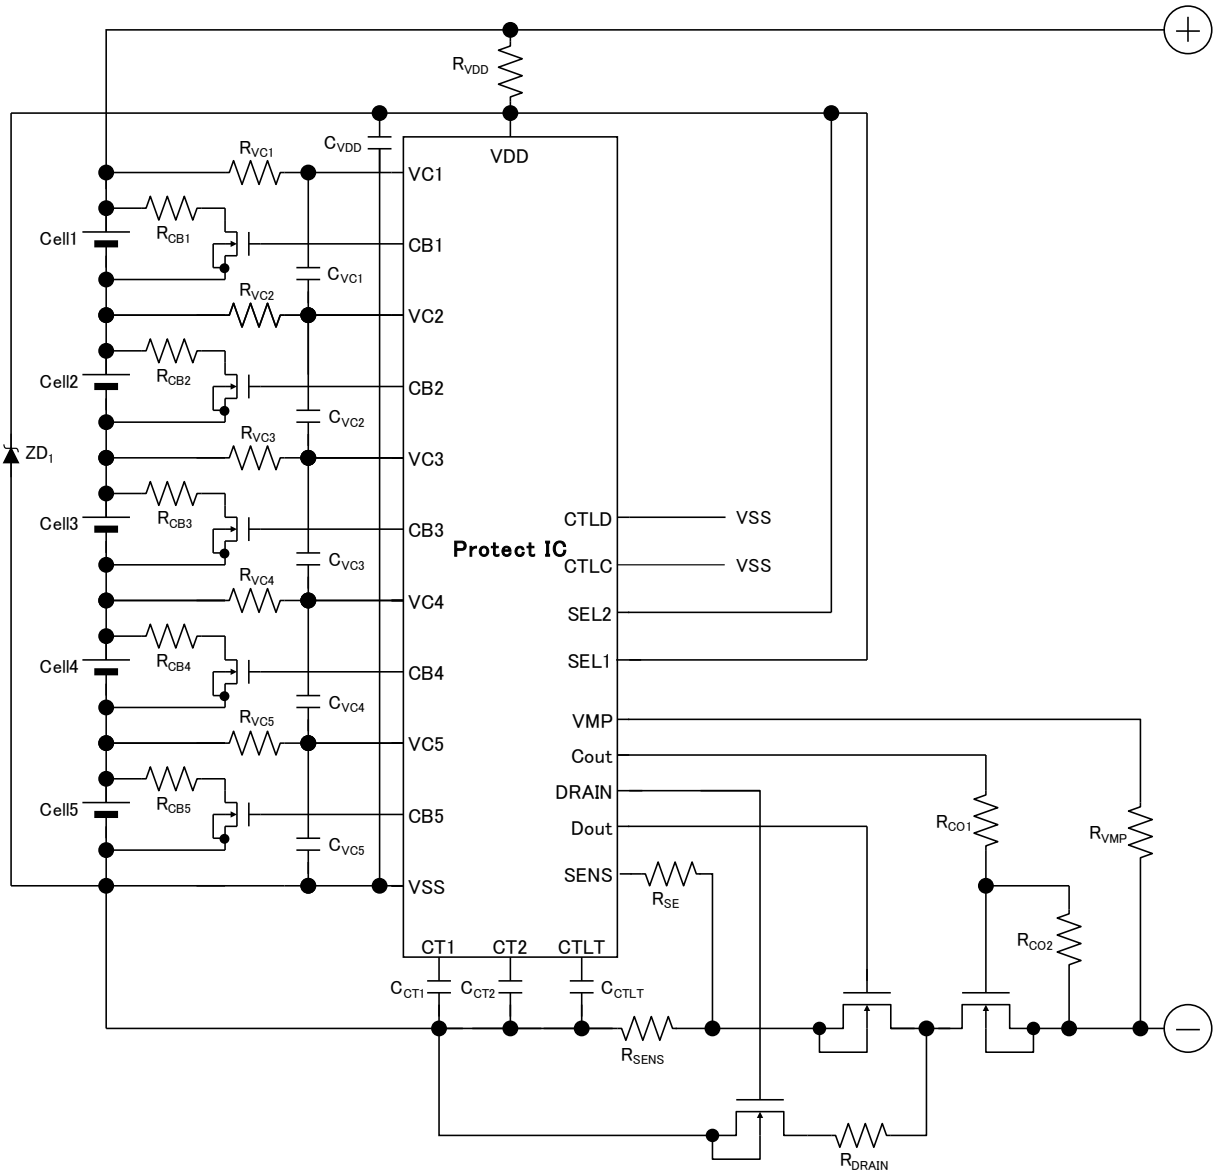 +
R_VDD
C_VDD
VDD
R_VC1
VC1
R_CB1
Cell1
CB1
C_VC1
R_VC2
VC2
R_CB2
Cell2
CB2
C_VC2
R_VC3
VC3
ZD₁
R_CB3
Cell3
CB3
C_VC3
Protect IC
CTLD
VSS
CTLC
VSS
R_VC4
VC4
SEL2
R_CB4
Cell4
CB4
SEL1
C_VC4
R_VC5
VC5
VMP
Cout
R_CB5
Cell5
CB5
DRAIN
R_CO1
R_VMP
Dout
C_VC5
VSS
SENS
R_SE
R_CO2
CT1
CT2
CTLT
C_CT1
C_CT2
C_CTLT
R_SENS
−
R_DRAIN